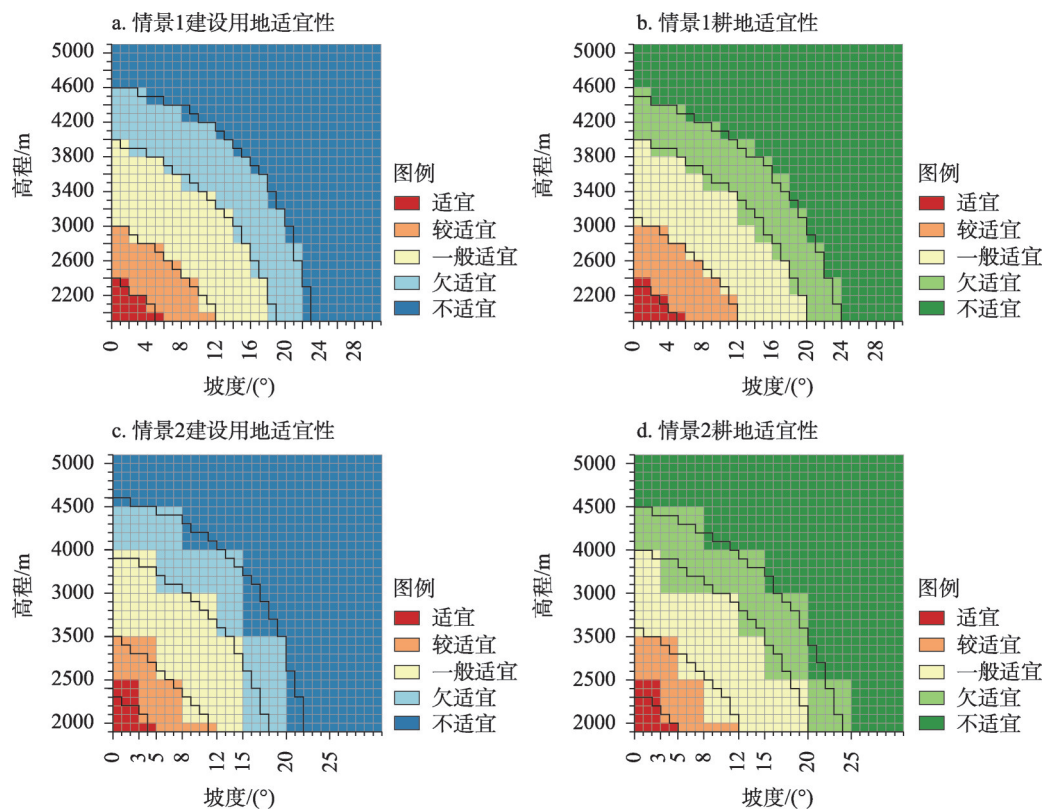 a. 情景1建设用地适宜性
5000
4600
4200
3800
3400
3000
2600
2200
高程/m
0 4 8 12 16 20 24 28
坡度/(°)
图例
适宜
较适宜
一般适宜
欠适宜
不适宜
b. 情景1耕地适宜性
5000
4600
4200
3800
3400
3000
2600
2200
高程/m
0 4 8 12 16 20 24 28
坡度/(°)
图例
适宜
较适宜
一般适宜
欠适宜
不适宜
c. 情景2建设用地适宜性
5000
4500
4000
3000
3500
2500
2000
高程/m
0 3 5 8 12 15 20 25
坡度/(°)
图例
适宜
较适宜
一般适宜
欠适宜
不适宜
d. 情景2耕地适宜性
5000
4500
4000
3000
3500
2500
2000
高程/m
0 3 5 8 12 15 20 25
坡度/(°)
图例
适宜
较适宜
一般适宜
欠适宜
不适宜